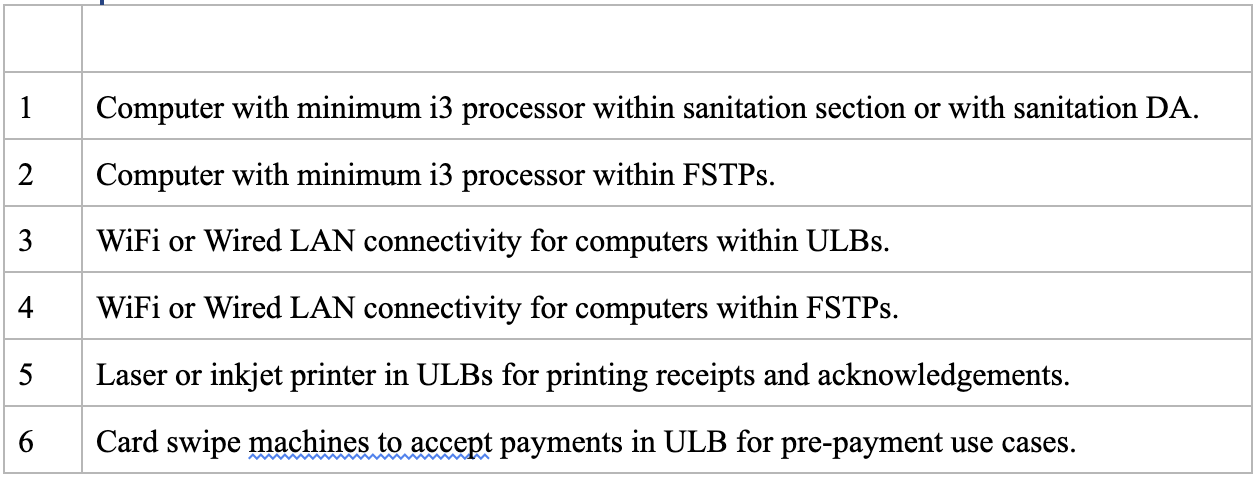 1 Computer with minimum i3 processor within sanitation section or with sanitation DA.
2 Computer with minimum i3 processor within FSTPs.
3 WiFi or Wired LAN connectivity for computers within ULBs.
4 WiFi or Wired LAN connectivity for computers within FSTPs.
5 Laser or inkjet printer in ULBs for printing receipts and acknowledgements.
6 Card swipe machines to accept payments in ULB for pre-payment use cases.